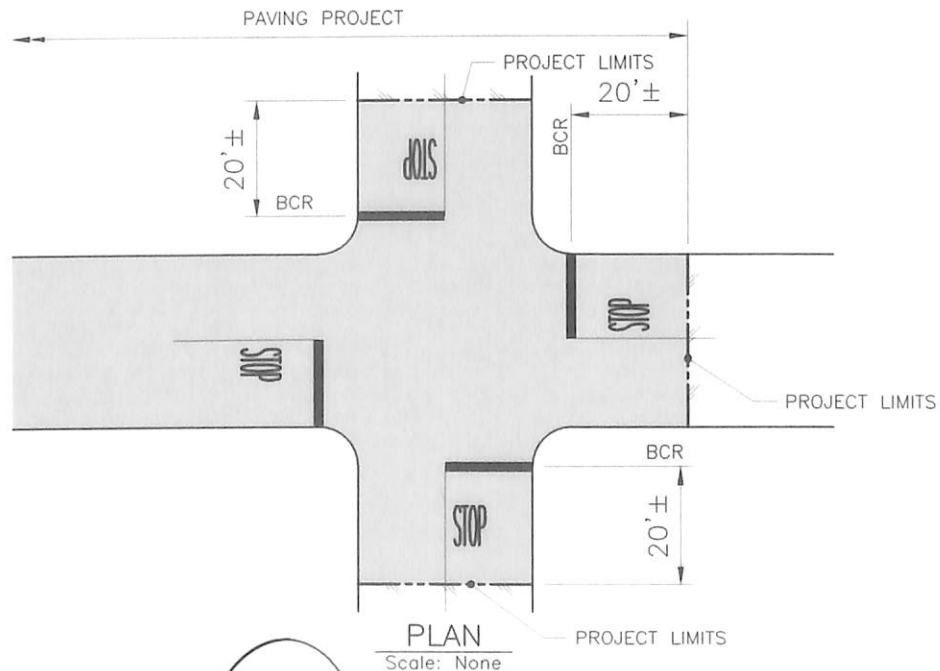 PAVING PROJECT
PROJECT LIMITS
20'±
BCR
20'±
STOP
BCR
STOP
STOP
PROJECT LIMITS
BCR
STOP
20'±
PROJECT LIMITS
PLAN
Scale: None